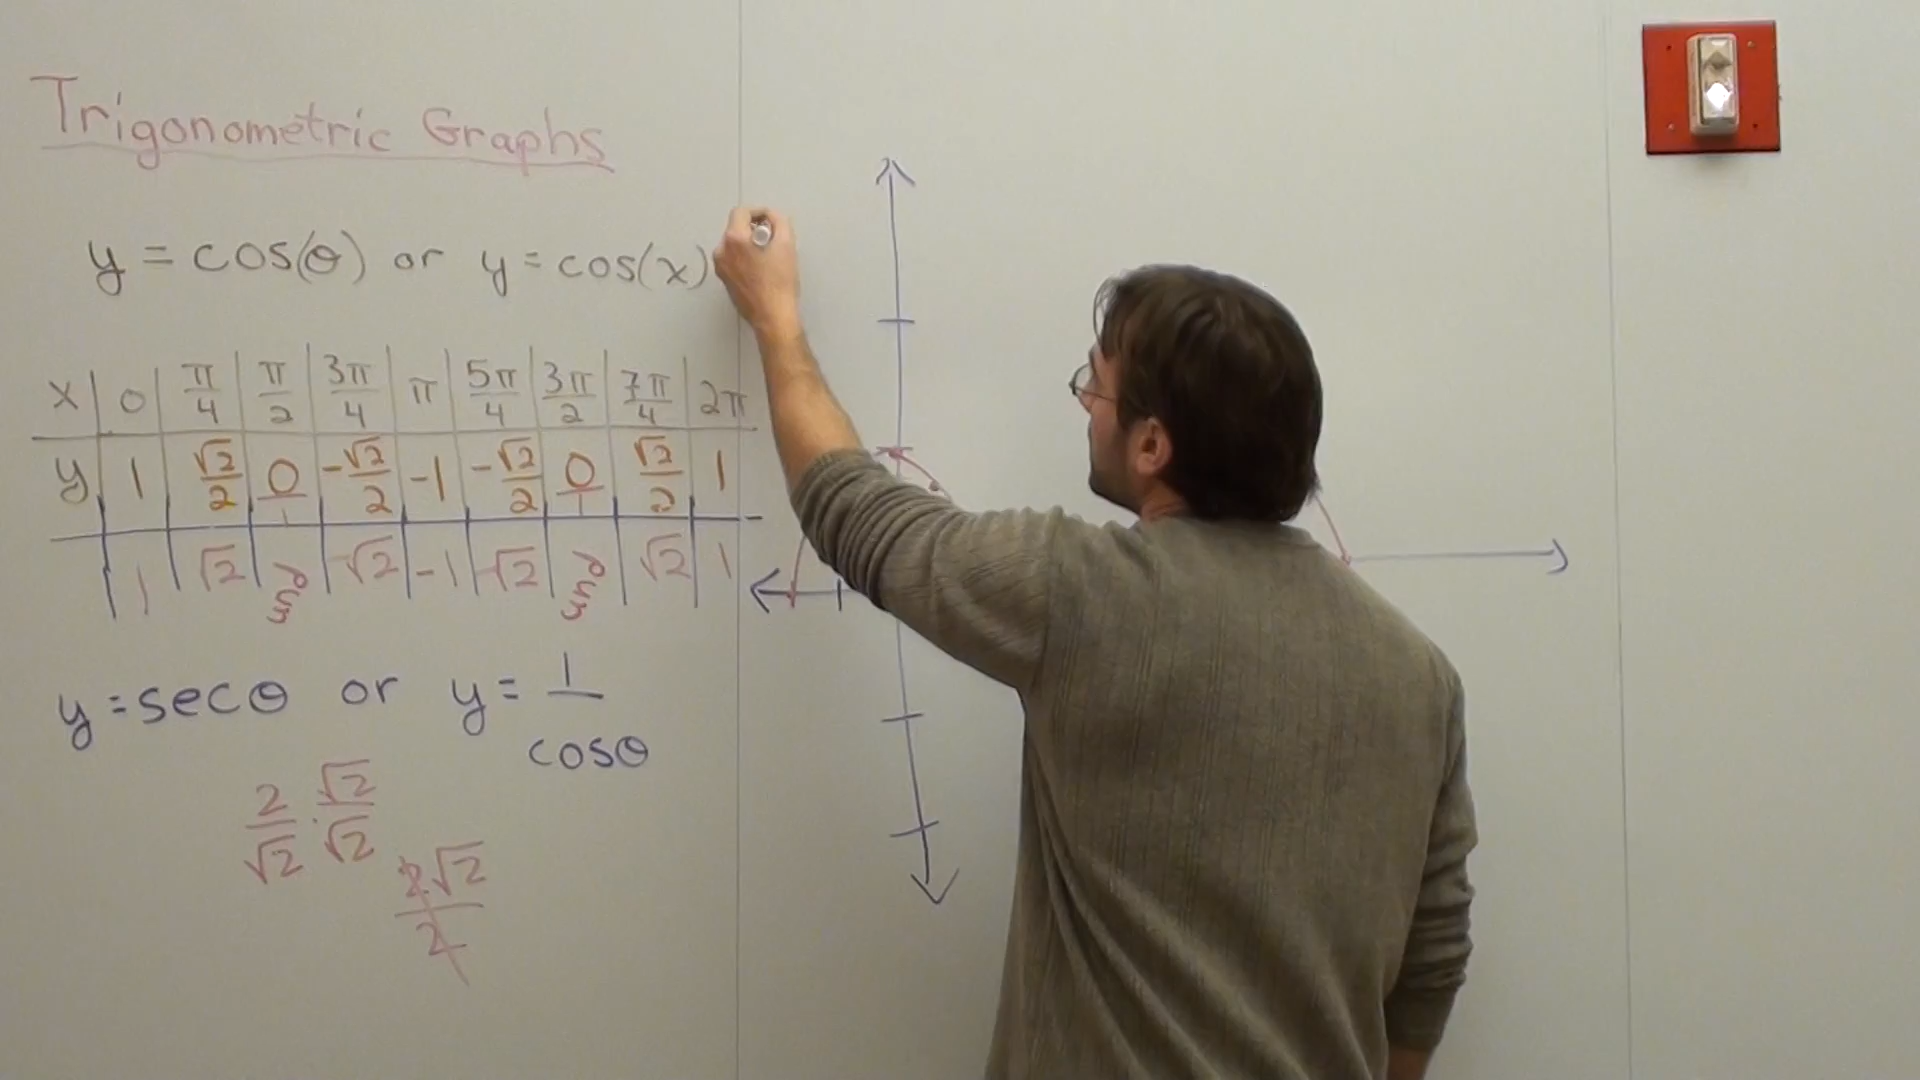 Trigonometric Graphs
y = cos(θ) or y = cos(x)
x | 0 | π/4 | π/2 | 3π/4 | π | 5π/4 | 3π/2 | 7π/4 | 2π
y | 1 | √2/2 | 0/1 | -√2/2 | -1 | -√2/2 | 0/1 | √2/2 | 1
1 | √2 | und | -√2 | -1 | -√2 | und | √2 | 1
y = secθ or y = 1/cosθ
2/√2 · √2/√2
2√2/2